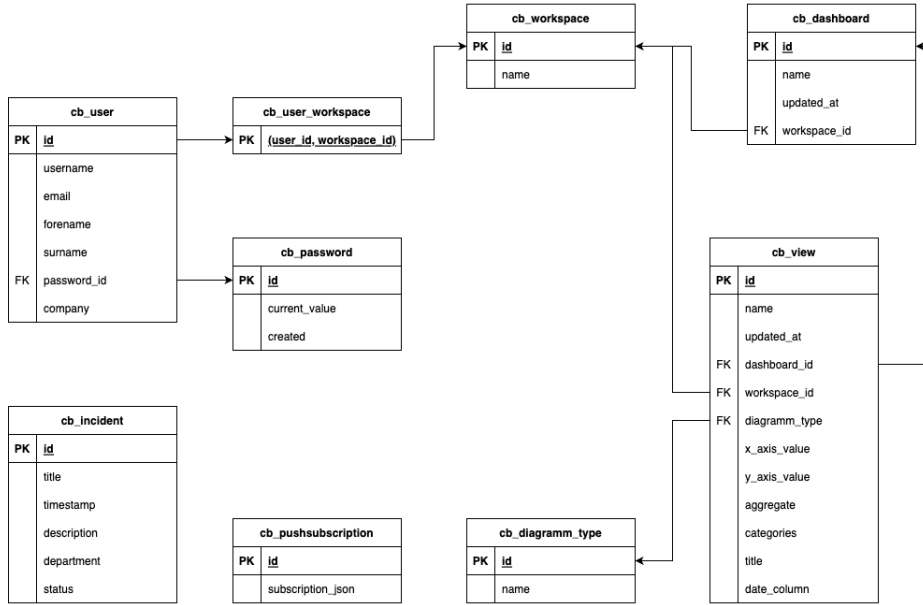 cb_workspace
PK id
name
cb_dashboard
PK id
name
updated_at
FK workspace_id
cb_user
PK id
username
email
forename
surname
FK password_id
company
cb_user_workspace
PK (user_id, workspace_id)
cb_password
PK id
current_value
created
cb_view
PK id
name
updated_at
FK dashboard_id
FK workspace_id
FK diagramm_type
x_axis_value
y_axis_value
aggregate
categories
title
date_column
cb_incident
PK id
title
timestamp
description
department
status
cb_pushsubscription
PK id
subscription_json
cb_diagramm_type
PK id
name